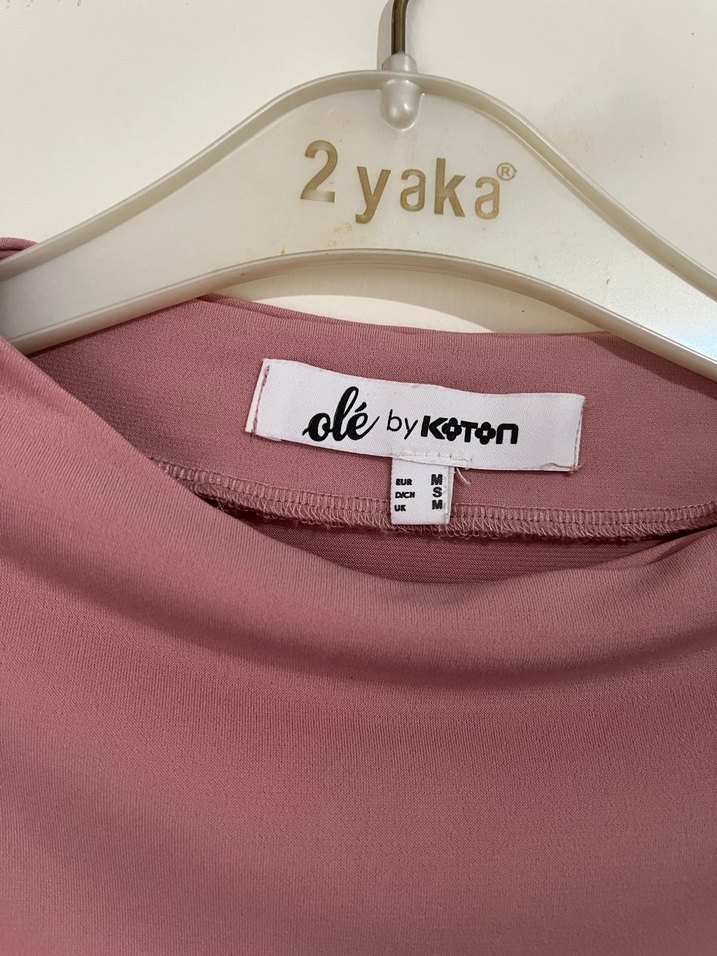 2 yaka®
olé by KOTON
EUR M
D/CH S
UK M